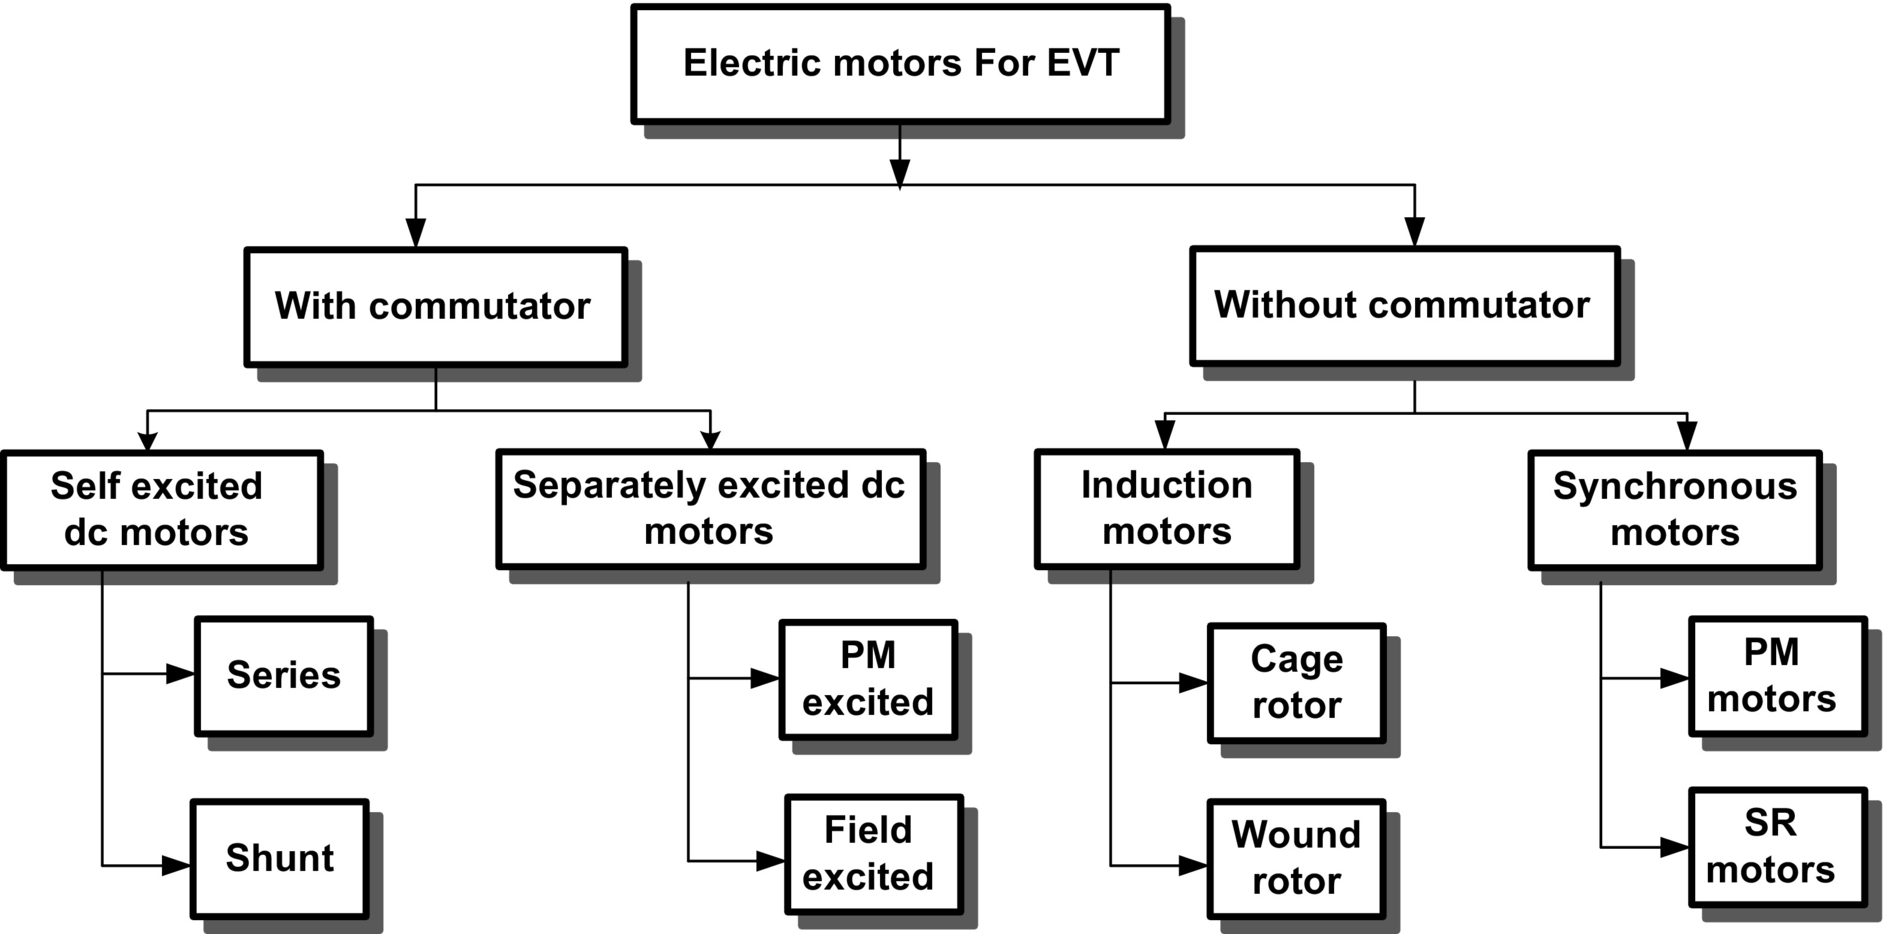 Electric motors For EVT
With commutator
Without commutator
Self excited
dc motors
Separately excited dc
motors
Induction
motors
Synchronous
motors
Series
Shunt
PM
excited
Field
excited
Cage
rotor
Wound
rotor
PM
motors
SR
motors